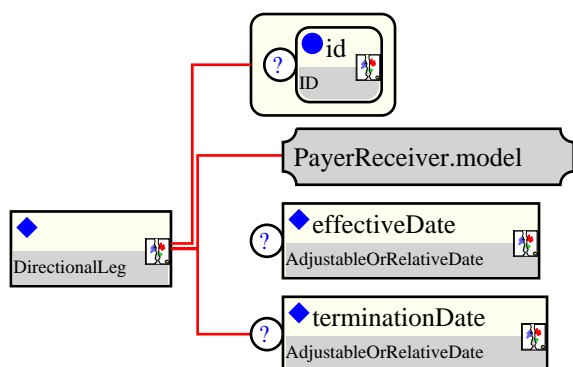 id
?
ID
PayerReceiver.model
DirectionalLeg
effectiveDate
?
AdjustableOrRelativeDate
terminationDate
?
AdjustableOrRelativeDate